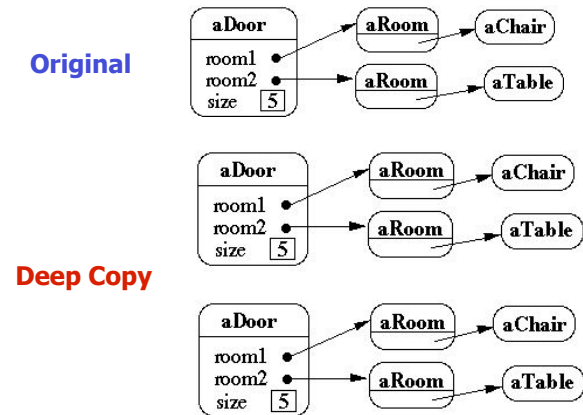 Original
aDoor
room1
room2
size 5
aRoom
aChair
aRoom
aTable
Deep Copy
aDoor
room1
room2
size 5
aRoom
aChair
aRoom
aTable
aDoor
room1
room2
size 5
aRoom
aChair
aRoom
aTable